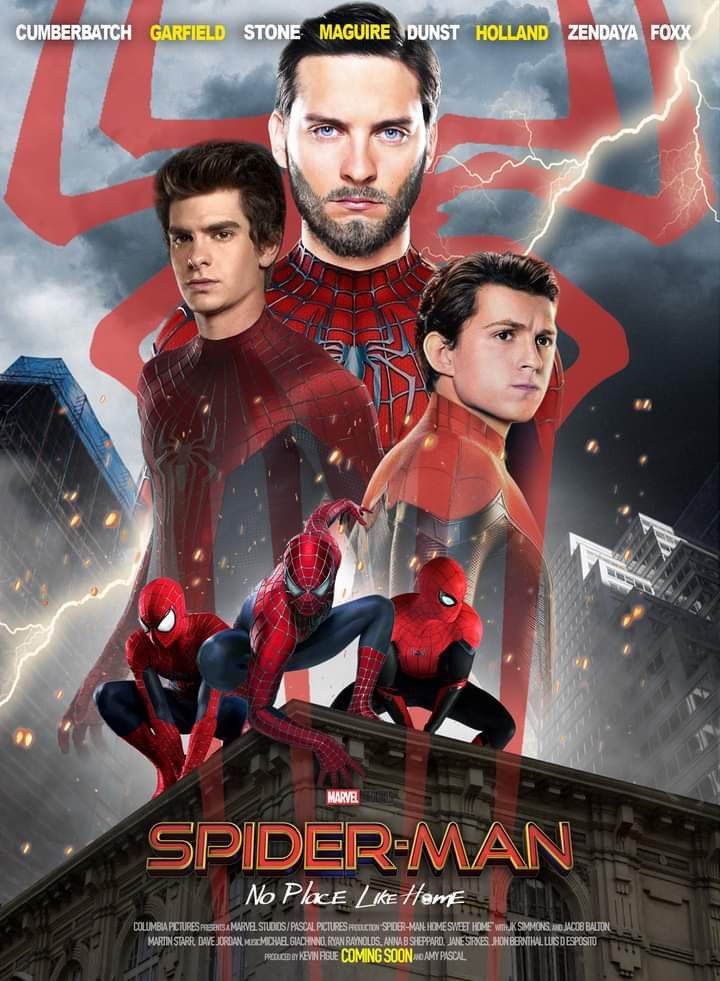 CUMBERBATCH GARFIELD STONE MAGUIRE DUNST HOLLAND ZENDAYA FOXX
MARVEL
SPIDER-MAN
No PlacE LikE HomE
COLUMBIA PICTURES PRESENTS A MARVEL STUDIOS / PASCAL PICTURES PRODUCTION "SPIDER-MAN: HOME SWEET HOME" WITH JK SIMMONS, AND JACOB BALTON,
MARTIN STARR, DAVE JORDAN, MUSIC MICHAEL GIACHINNO, RYAN RAYNOLDS, ANNA B SHEPPARD, JANE STRKES, JHON BERNTHAL LUIS D ESPOSITO
PRODUCED BY KEVIN FIGUE COMING SOON AND AMY PASCAL